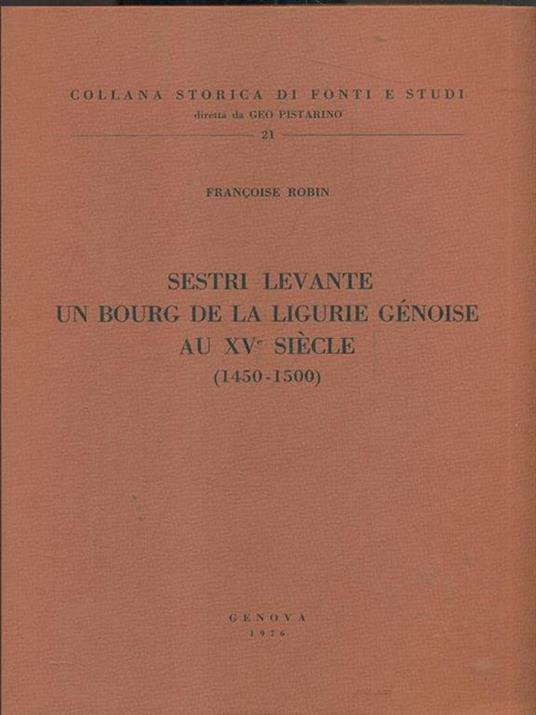 COLLANA STORICA DI FONTI E STUDI
diretta da GEO PISTARINO
21
FRANÇOISE ROBIN
SESTRI LEVANTE
UN BOURG DE LA LIGURIE GÉNOISE
AU XVe SIÈCLE
(1450-1500)
GENOVA
1976